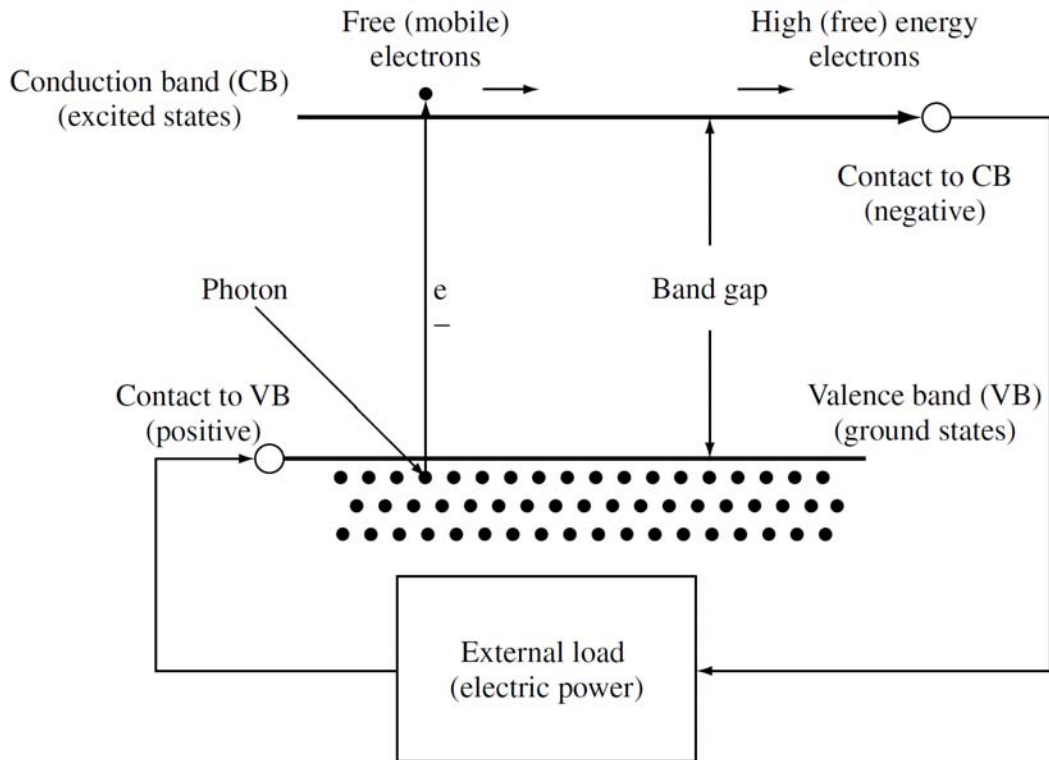 Free (mobile)
electrons
High (free) energy
electrons
Conduction band (CB)
(excited states)
Contact to CB
(negative)
Photon
e
–
Band gap
Contact to VB
(positive)
Valence band (VB)
(ground states)
External load
(electric power)